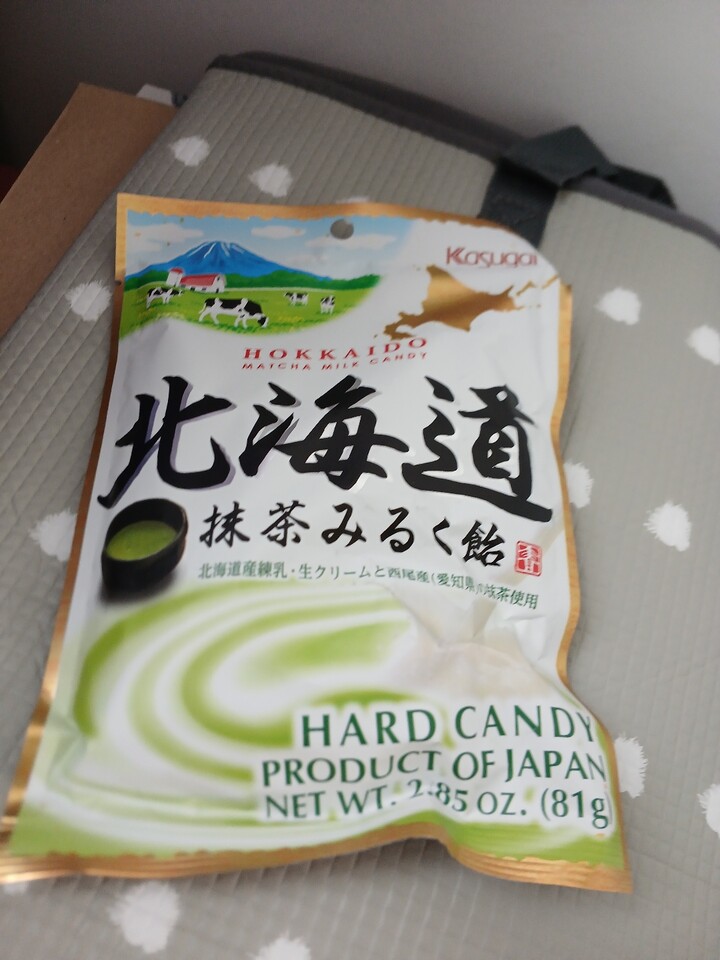 Kasugai
HOKKAIDO
MATCHA MILK CANDY
北海道
抹茶みるく飴
北海道産練乳・生クリームと西尾産(愛知県)の抹茶使用
HARD CANDY
PRODUCT OF JAPAN
NET WT. 2.85 OZ. (81g)